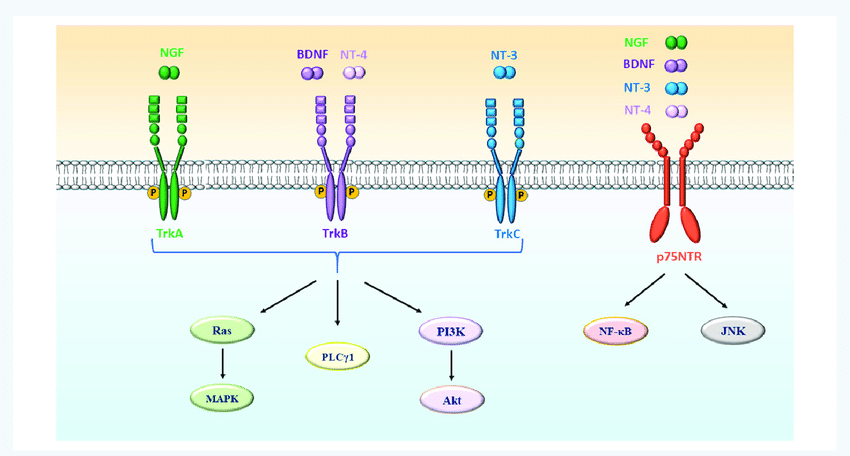 NGF
BDNF NT-4
NT-3
NGF
BDNF
NT-3
NT-4
P P
P P
P P
TrkA
TrkB
TrkC
p75NTR
Ras
PLCγ1
PI3K
NF-κB
JNK
MAPK
Akt